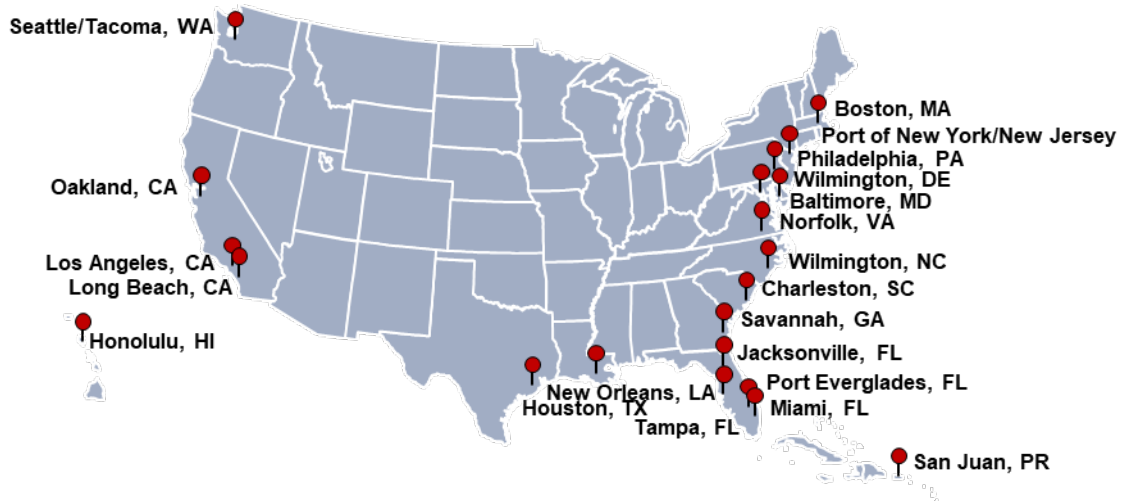 Seattle/Tacoma, WA
Boston, MA
Port of New York/New Jersey
Philadelphia, PA
Wilmington, DE
Oakland, CA
Baltimore, MD
Norfolk, VA
Los Angeles, CA
Wilmington, NC
Long Beach, CA
Charleston, SC
Savannah, GA
Honolulu, HI
Jacksonville, FL
Port Everglades, FL
New Orleans, LA
Houston, TX
Miami, FL
Tampa, FL
San Juan, PR